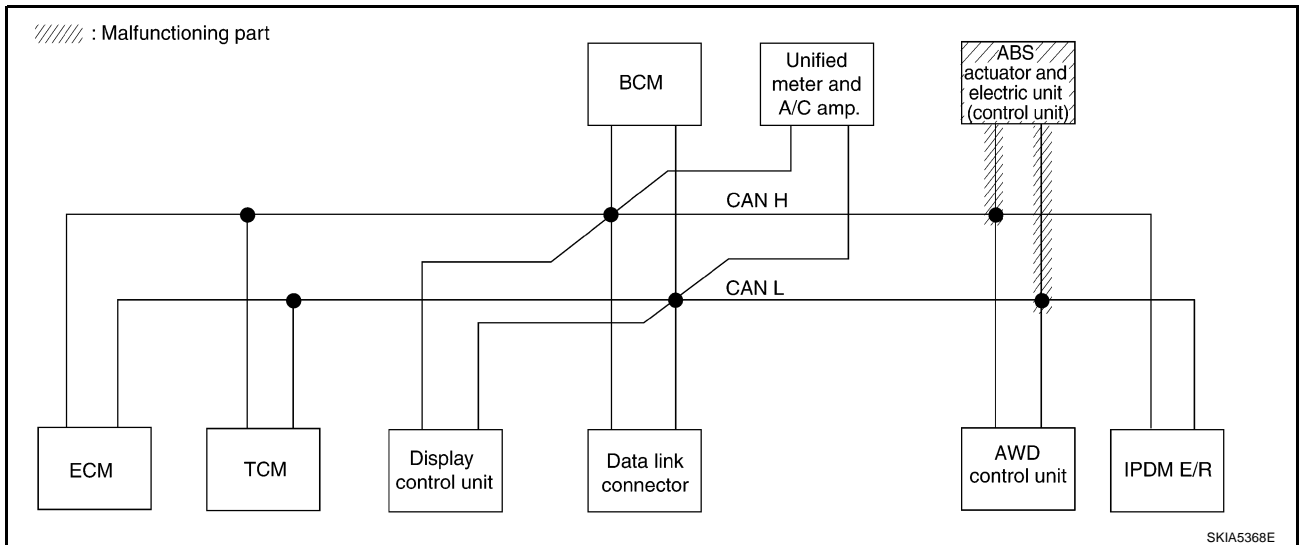 : Malfunctioning part
BCM
Unified
meter and
A/C amp.
ABS
actuator and
electric unit
(control unit)
CAN H
CAN L
ECM
TCM
Display
control unit
Data link
connector
AWD
control unit
IPDM E/R
SKIA5368E